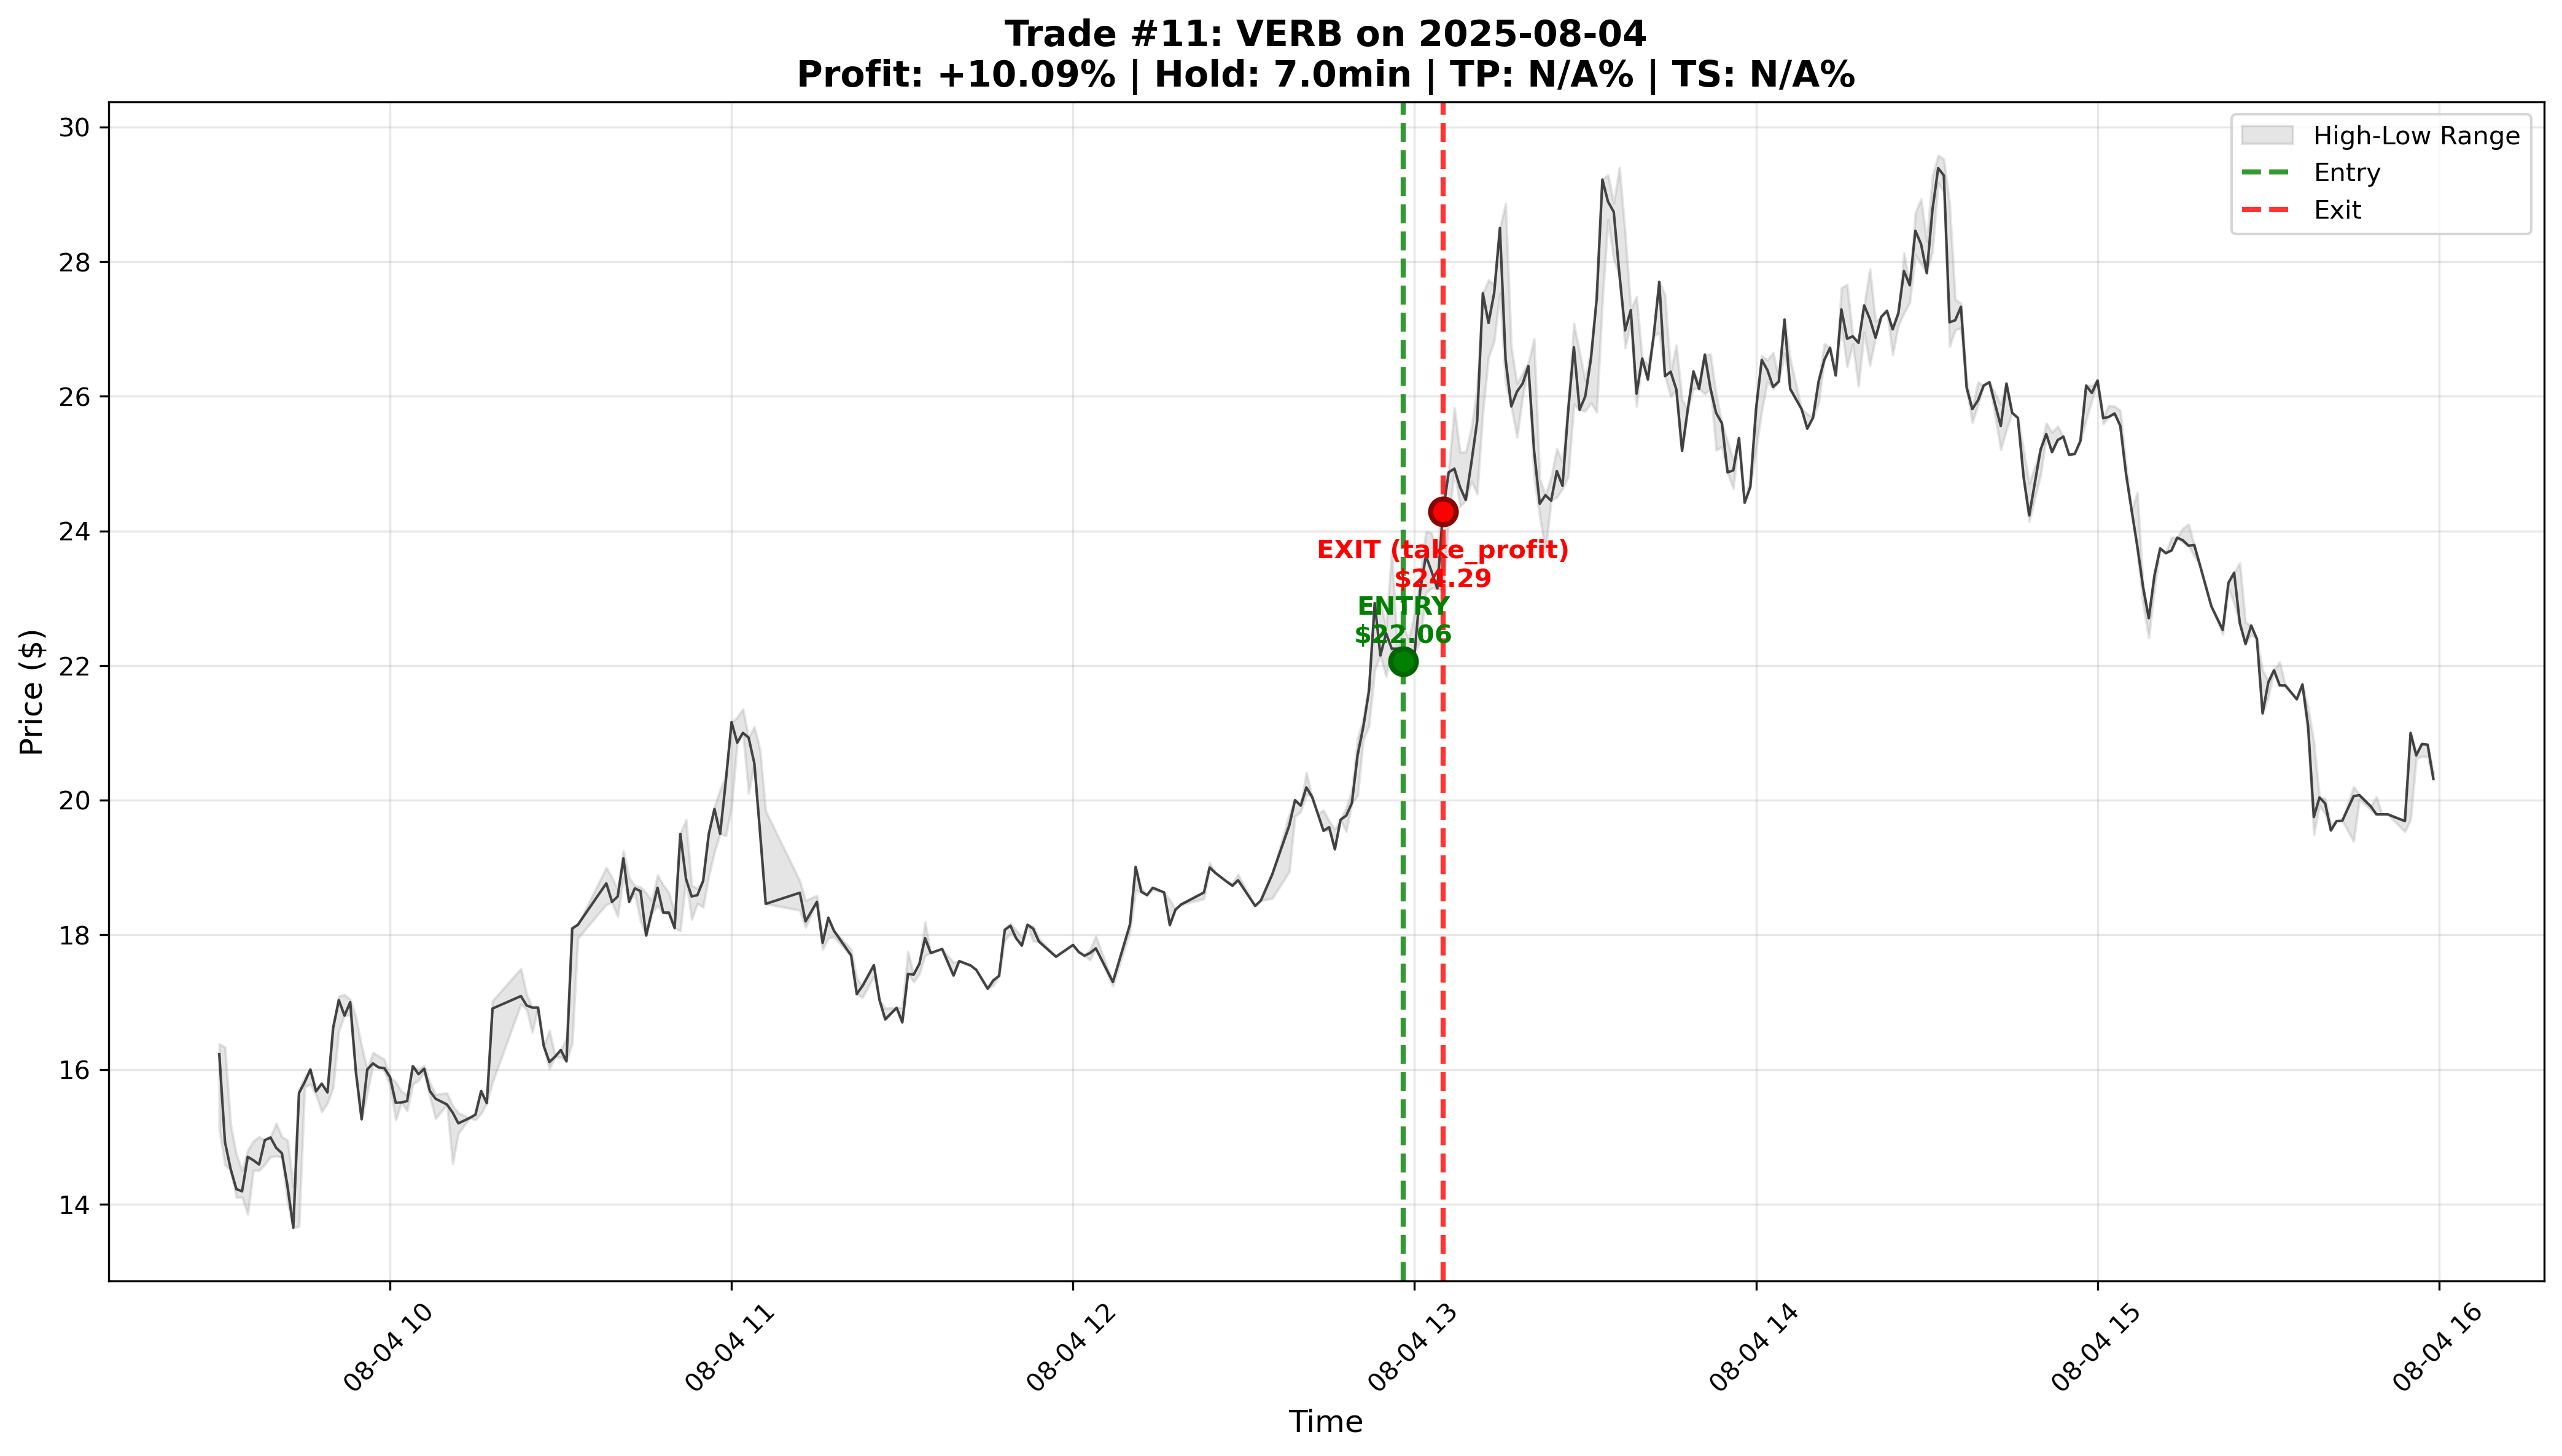 Trade #11: VERB on 2025-08-04
Profit: +10.09% | Hold: 7.0min | TP: N/A% | TS: N/A%
High-Low Range
Entry
Exit
Price ($)
30
28
26
24
22
20
18
16
14
EXIT (take_profit)
$24.29
ENTRY
$22.06
08-04 10
08-04 11
08-04 12
08-04 13
08-04 14
08-04 15
08-04 16
Time